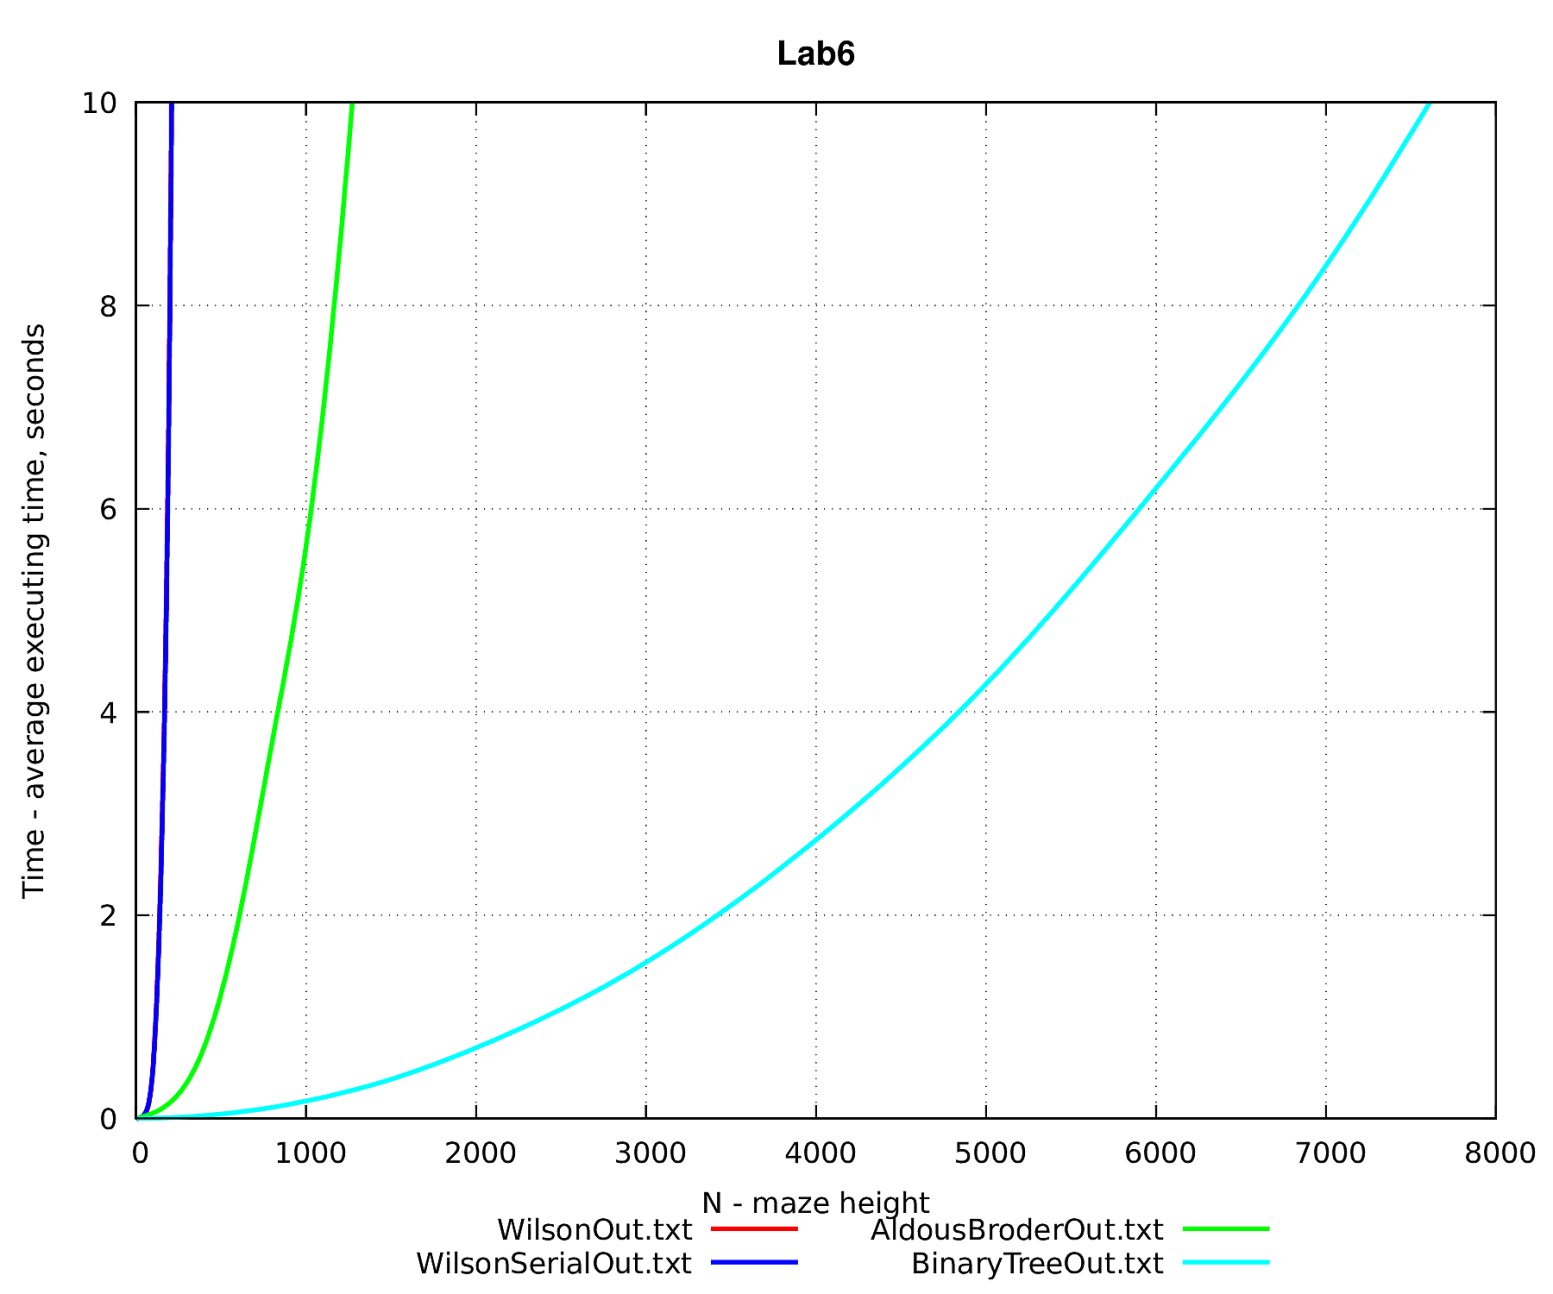 Lab6
10
8
6
4
2
0
Time - average executing time, seconds
0 1000 2000 3000 4000 5000 6000 7000 8000
N - maze height
WilsonOut.txt AldousBroderOut.txt
WilsonSerialOut.txt BinaryTreeOut.txt